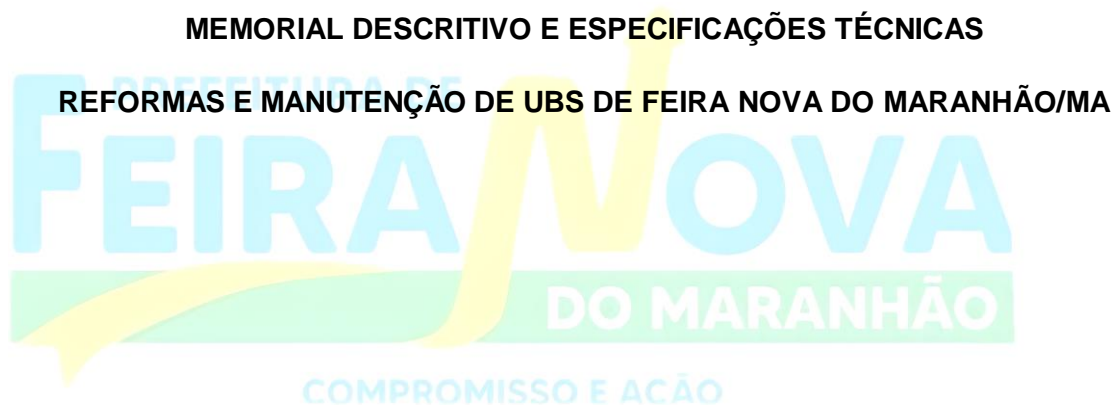 MEMORIAL DESCRITIVO E ESPECIFICAÇÕES TÉCNICAS
PREFEITURA DE
REFORMAS E MANUTENÇÃO DE UBS DE FEIRA NOVA DO MARANHÃO/MA
FEIRA NOVA
DO MARANHÃO
COMPROMISSO E AÇÃO